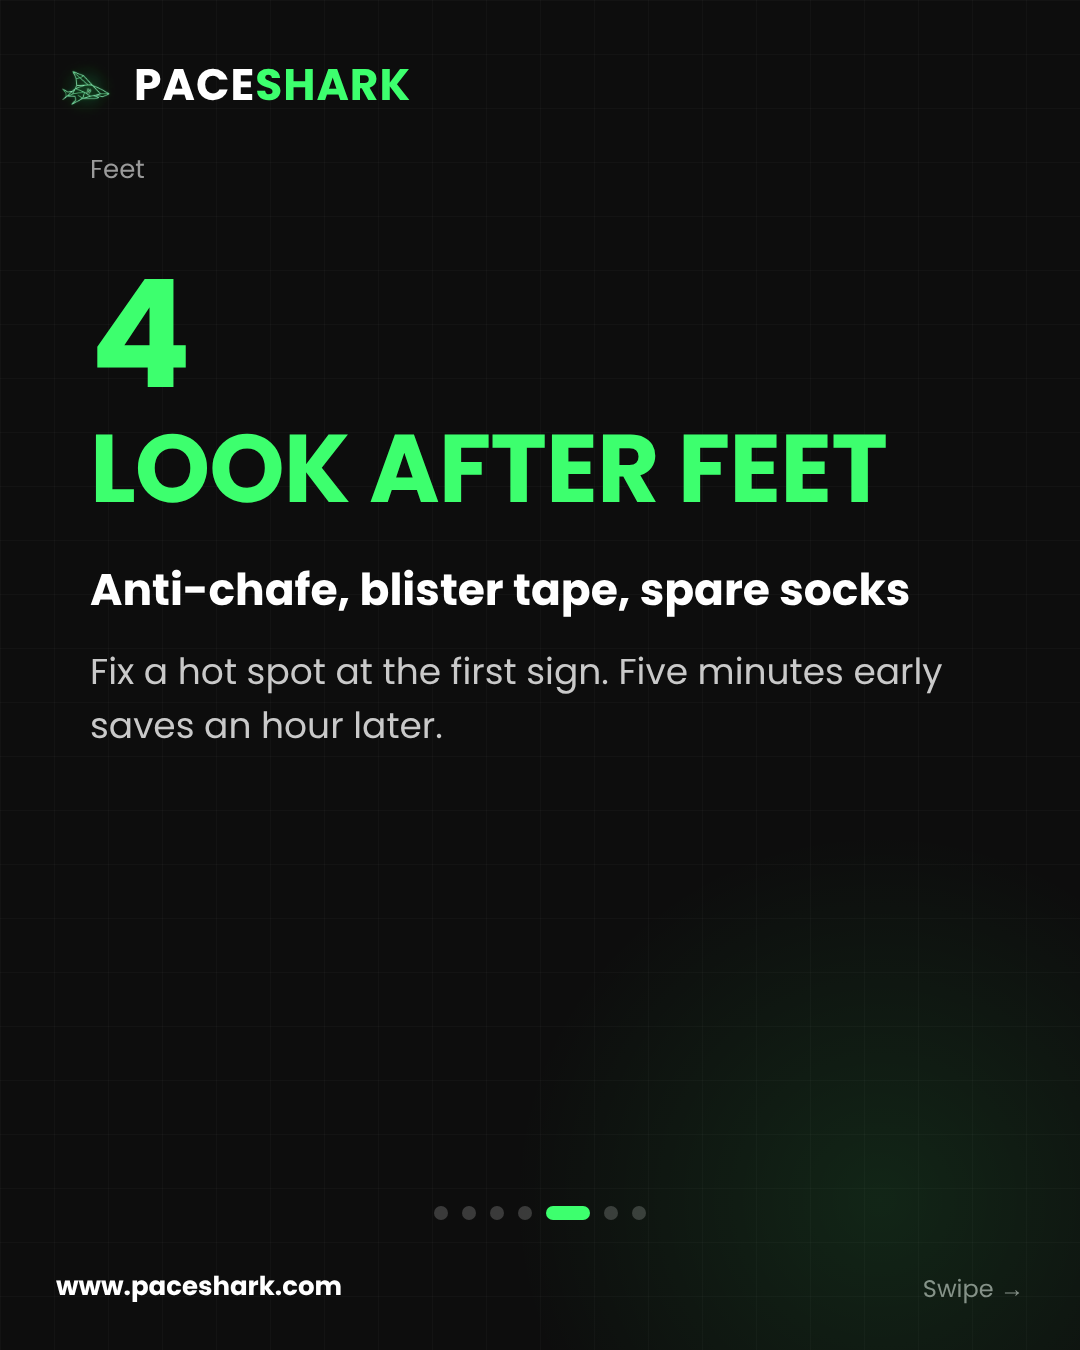 PACESHARK
Feet
4
LOOK AFTER FEET
Anti-chafe, blister tape, spare socks
Fix a hot spot at the first sign. Five minutes early
saves an hour later.
www.paceshark.com
Swipe →